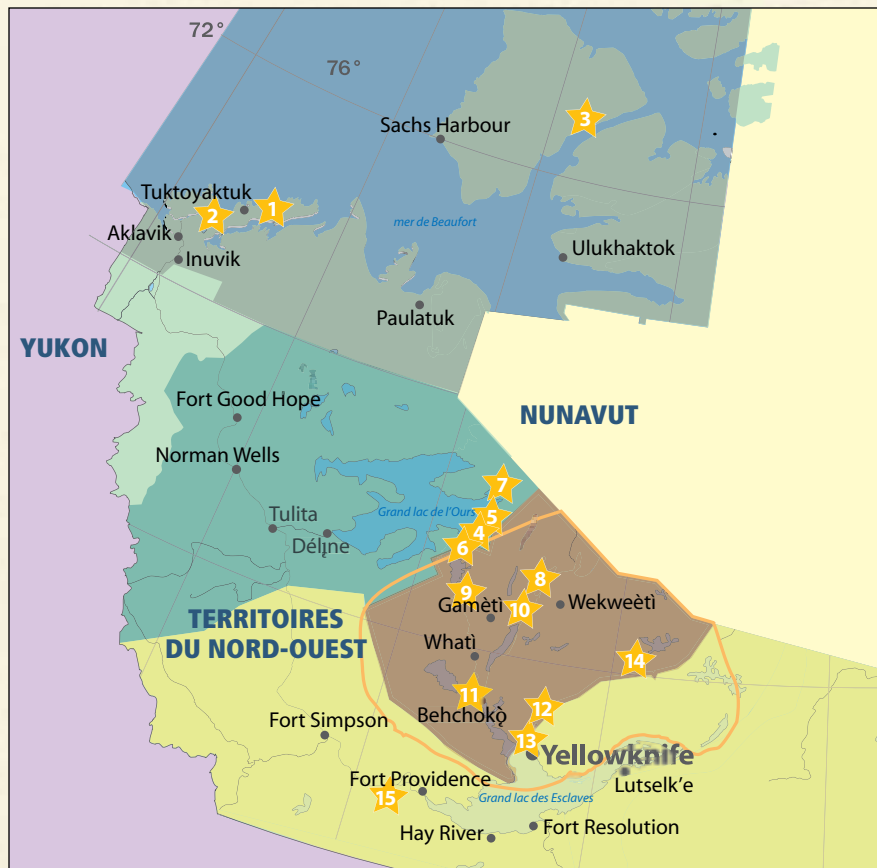 72°
76°
3
Sachs Harbour
Tuktoyaktuk
1
2
mer de Beaufort
Aklavik
Inuvik
Ulukhaktok
Paulatuk
YUKON
Fort Good Hope
NUNAVUT
Norman Wells
7
Grand lac de l'Ours
5
Tulita
4
Délı̨ne
6
8
9
Gamètì
10
Wekweètì
TERRITOIRES
DU NORD-OUEST
Whatì
14
11
12
Behchokǫ̀
Fort Simpson
13
Yellowknife
Fort Providence
Lutselk'e
15
Grand lac des Esclaves
Hay River
Fort Resolution